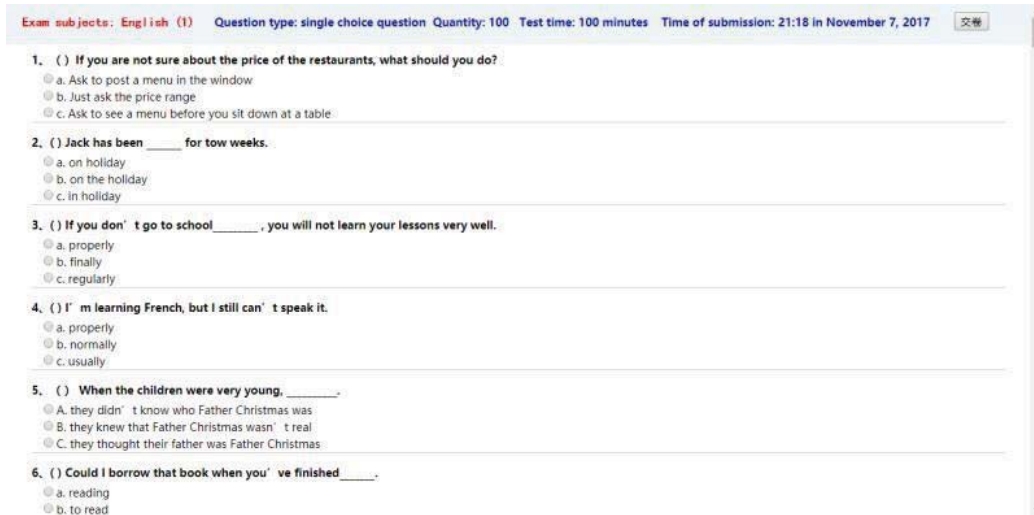 Exam subjects: English (1) Question type: single choice question Quantity: 100 Test time: 100 minutes Time of submission: 21:18 in November 7, 2017 交卷
1、 ( ) If you are not sure about the price of the restaurants, what should you do?
a. Ask to post a menu in the window
b. Just ask the price range
c. Ask to see a menu before you sit down at a table
2、( ) Jack has been ______ for tow weeks.
a. on holiday
b. on the holiday
c. in holiday
3、( ) If you don’t go to school________ , you will not learn your lessons very well.
a. properly
b. finally
c. regularly
4、( ) I’m learning French, but I still can’t speak it.
a. properly
b. normally
c. usually
5、 ( ) When the children were very young, _________.
A. they didn’t know who Father Christmas was
B. they knew that Father Christmas wasn’t real
C. they thought their father was Father Christmas
6、( ) Could I borrow that book when you’ve finished______.
a. reading
b. to read